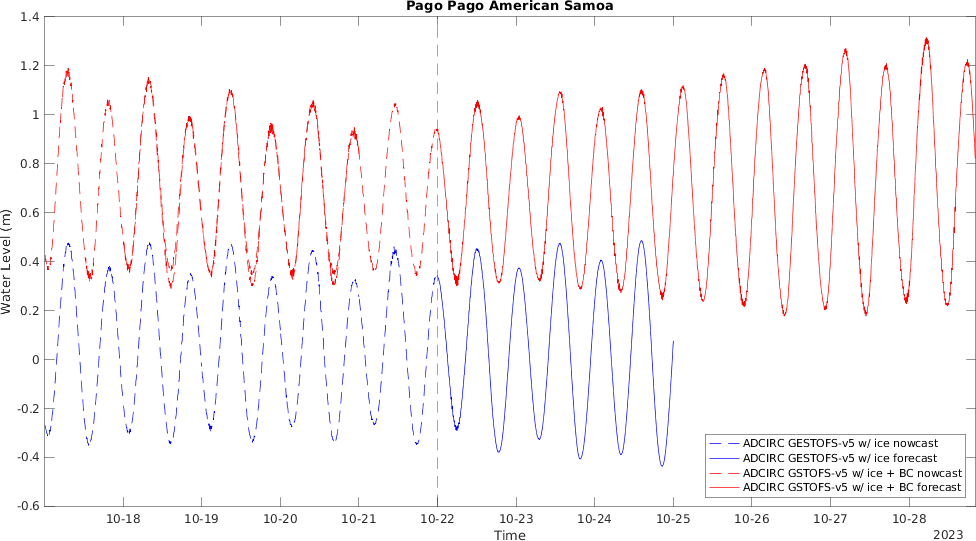 Pago Pago American Samoa
1.4
1.2
1
0.8
0.6
0.4
0.2
0
-0.2
-0.4
-0.6
Water Level (m)
ADCIRC GESTOFS-v5 w/ ice nowcast
ADCIRC GESTOFS-v5 w/ ice forecast
ADCIRC GSTOFS-v5 w/ ice + BC nowcast
ADCIRC GSTOFS-v5 w/ ice + BC forecast
10-18 10-19 10-20 10-21 10-22 10-23 10-24 10-25 10-26 10-27 10-28
Time
2023